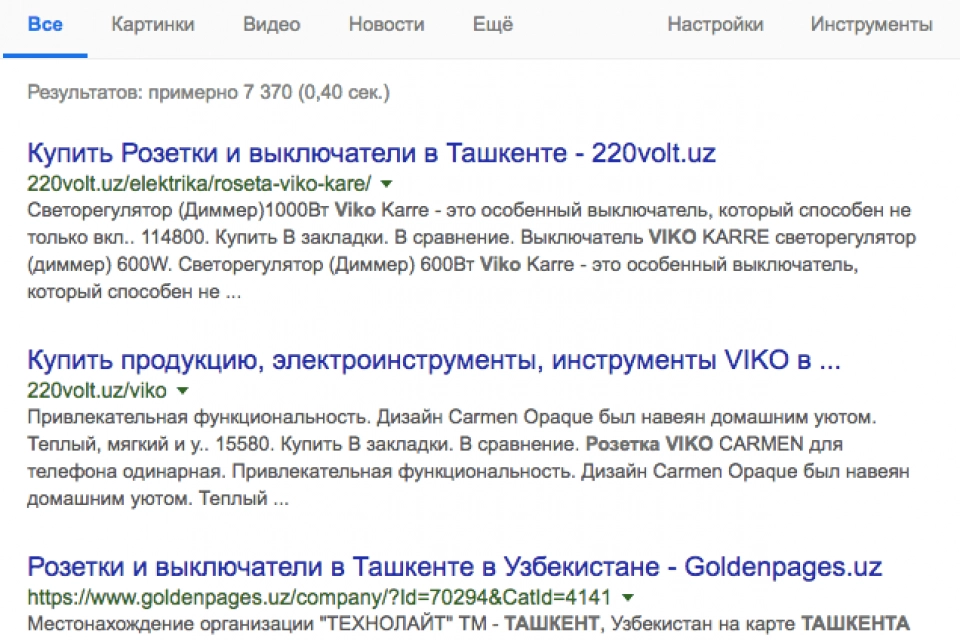 Все Картинки Видео Новости Ещё Настройки Инструменты
Результатов: примерно 7 370 (0,40 сек.)
Купить Розетки и выключатели в Ташкенте - 220volt.uz
220volt.uz/elektrika/roseta-viko-kare/
Светорегулятор (Диммер)1000Вт Viko Karre - это особенный выключатель, который способен не
только вкл.. 114800. Купить В закладки. В сравнение. Выключатель VIKO KARRE светорегулятор
(диммер) 600W. Светорегулятор (Диммер) 600Вт Viko Karre - это особенный выключатель,
который способен не ...
Купить продукцию, электроинструменты, инструменты VIKO в ...
220volt.uz/viko
Привлекательная функциональность. Дизайн Carmen Opaque был навеян домашним уютом.
Теплый, мягкий и у.. 15580. Купить В закладки. В сравнение. Розетка VIKO CARMEN для
телефона одинарная. Привлекательная функциональность. Дизайн Carmen Opaque был навеян
домашним уютом. Теплый ...
Розетки и выключатели в Ташкенте в Узбекистане - Goldenpages.uz
https://www.goldenpages.uz/company/?Id=70294&CatId=4141
Местонахождение организации "ТЕХНОЛАЙТ" ТМ - ТАШКЕНТ, Узбекистан на карте ТАШКЕНТА